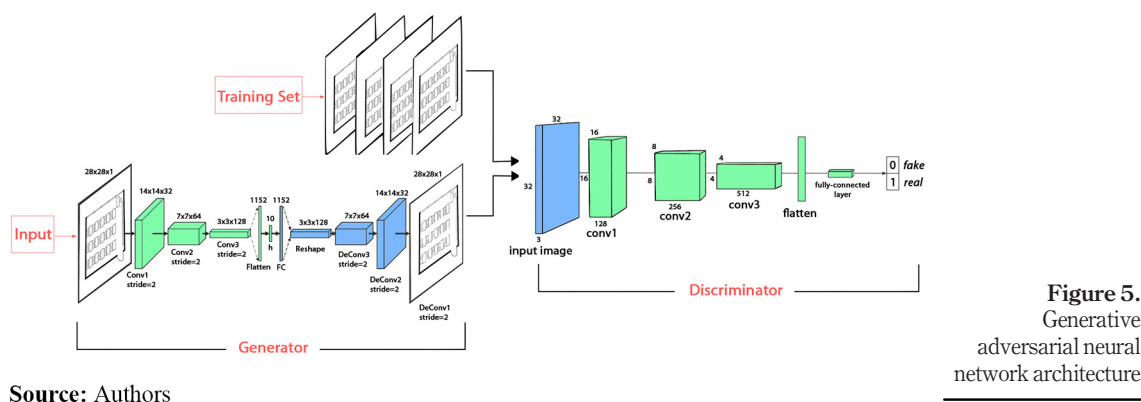 Training Set
Input
28x28x1
14x14x32
7x7x64
3x3x128
1152
10
1152
3x3x128
7x7x64
14x14x32
28x28x1
Conv1
stride=2
Conv2
stride=2
Conv3
stride=2
Flatten
h
FC
Reshape
DeConv3
stride=2
DeConv2
stride=2
DeConv1
stride=2
Generator
32
32
3
input image
16
16
128
conv1
8
8
256
conv2
4
4
512
conv3
flatten
fully-connected
layer
0 fake
1 real
Discriminator
Figure 5.
Generative
adversarial neural
network architecture
Source: Authors